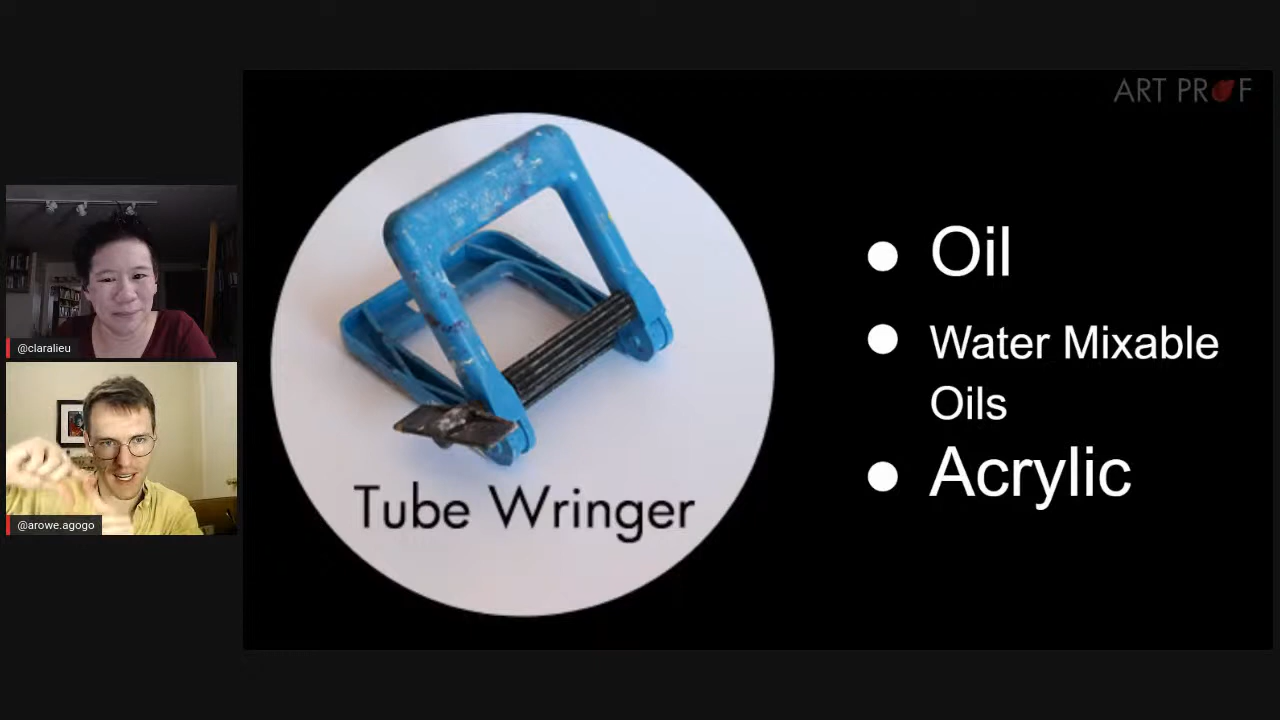 ART PROF
@claralieu
@arowe.agogo
Tube Wringer
Oil
Water Mixable
Oils
Acrylic